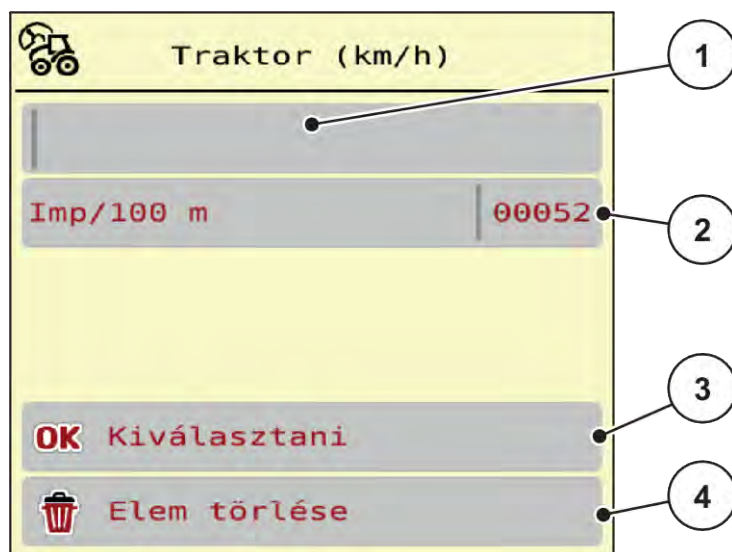 Traktor (km/h)
1
Imp/100 m 00052
2
OK Kiválasztani
3
Elem törlése
4